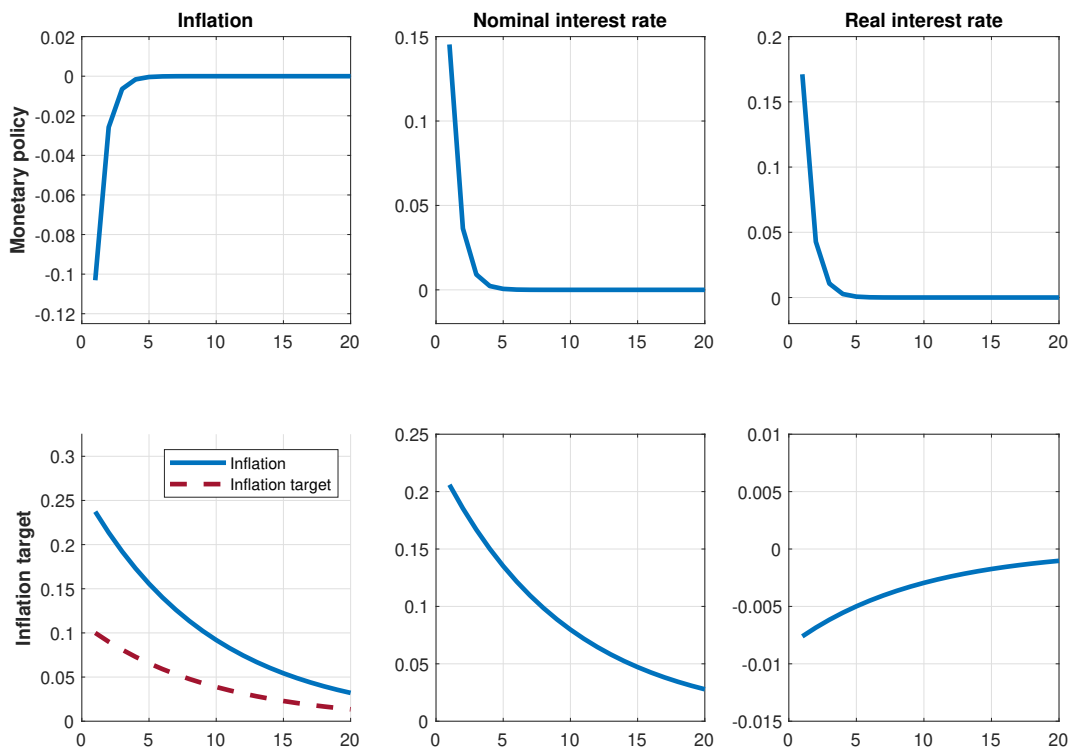 Inflation
Nominal interest rate
Real interest rate
Monetary policy
0.02
0
-0.02
-0.04
-0.06
-0.08
-0.1
-0.12
0 5 10 15 20
0.15
0.1
0.05
0
0 5 10 15 20
0.2
0.15
0.1
0.05
0
0 5 10 15 20
Inflation target
0.3
0.25
0.2
0.15
0.1
0.05
0
0 5 10 15 20
Inflation
Inflation target
0.25
0.2
0.15
0.1
0.05
0
0 5 10 15 20
0.01
0.005
0
-0.005
-0.01
-0.015
0 5 10 15 20